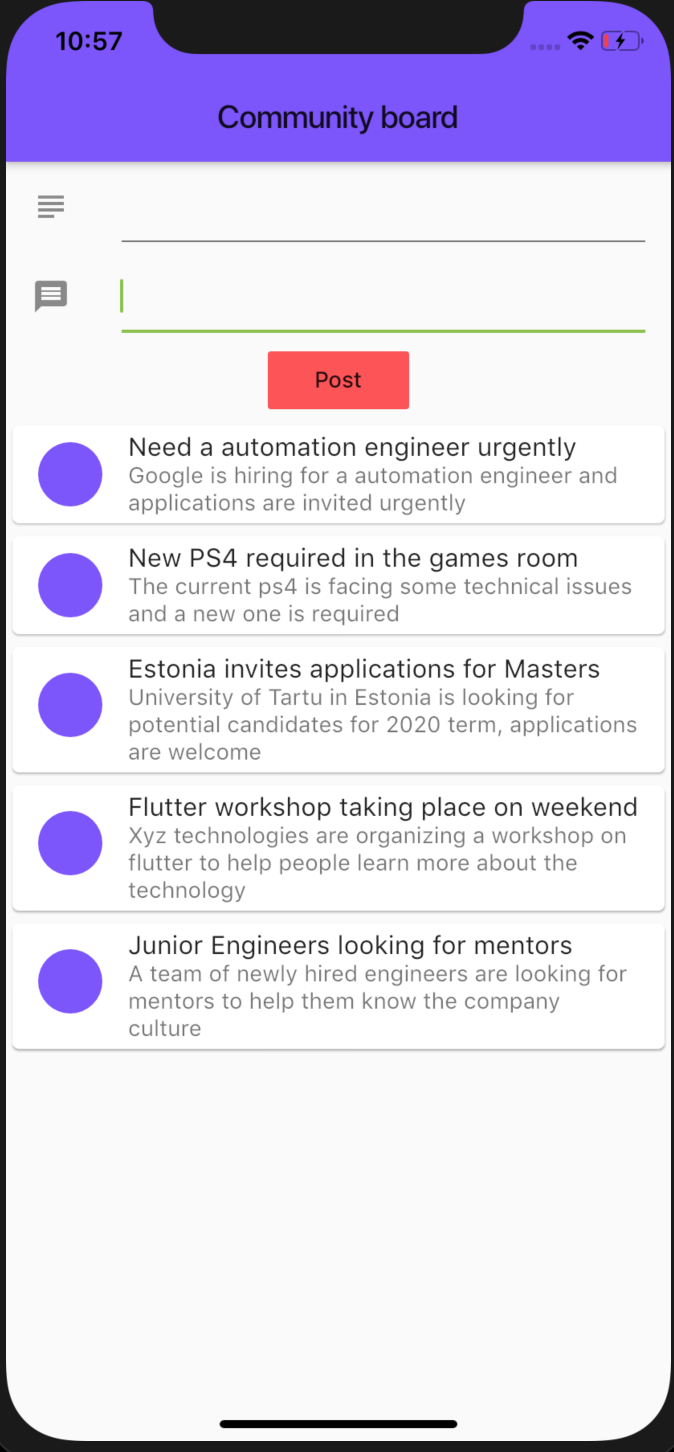 10:57
Community board
Post
Need a automation engineer urgently
Google is hiring for a automation engineer and
applications are invited urgently
New PS4 required in the games room
The current ps4 is facing some technical issues
and a new one is required
Estonia invites applications for Masters
University of Tartu in Estonia is looking for
potential candidates for 2020 term, applications
are welcome
Flutter workshop taking place on weekend
Xyz technologies are organizing a workshop on
flutter to help people learn more about the
technology
Junior Engineers looking for mentors
A team of newly hired engineers are looking for
mentors to help them know the company
culture